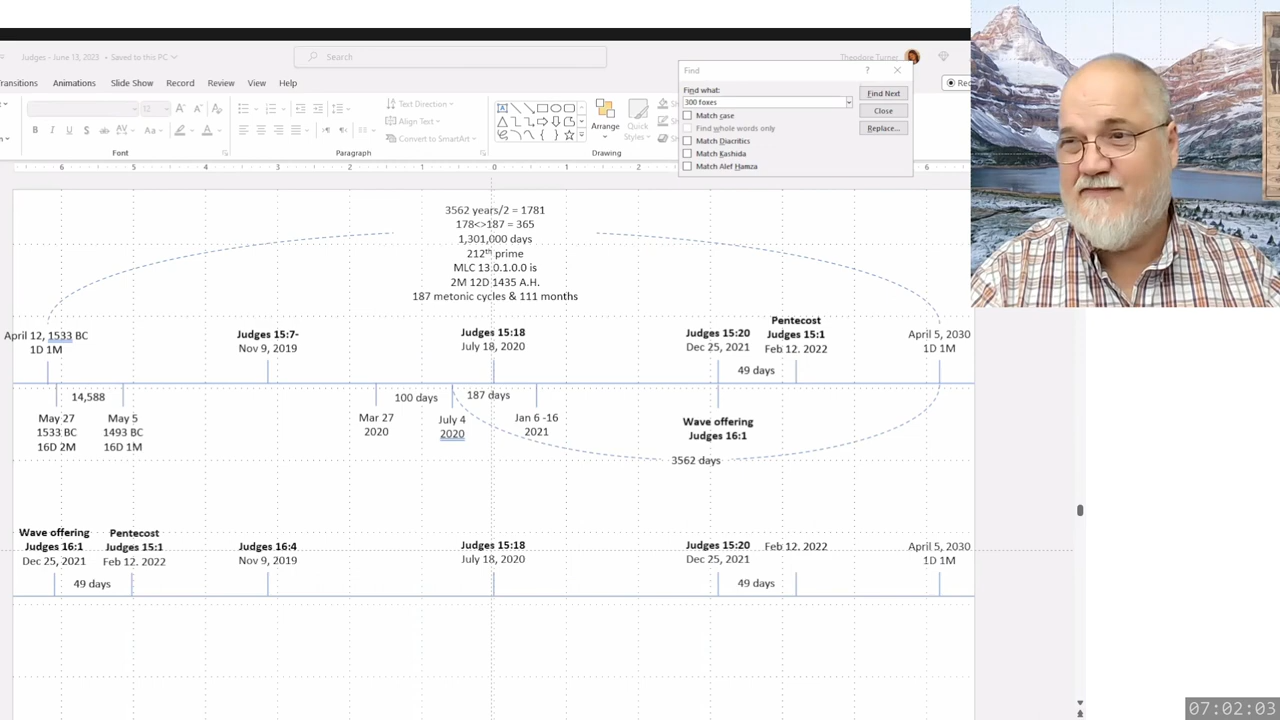 Judges - June 13, 2023 - Saved to this PC
Search
Theodore Turner
Transitions Animations Slide Show Record Review View Help
Text Direction
Align Text
Convert to SmartArt
Font
Paragraph
Arrange
Quick
Styles
Drawing
Find
?
Find what:
300 foxes
Find Next
Match case
Close
Find whole words only
Replace...
Match Diacritics
Match Kashida
Match Alef Hamza
6 4 2 0 2 6
3562 years/2 = 1781
178<>187 = 365
1,301,000 days
212th prime
MLC 13.0.1.0.0 is
2M 12D 1435 A.H.
187 metonic cycles & 111 months
April 12, 1533 BC
1D 1M
Judges 15:7-
Nov 9, 2019
Judges 15:18
July 18, 2020
Judges 15:20
Dec 25, 2021
Pentecost
Judges 15:1
Feb 12. 2022
April 5, 2030
1D 1M
49 days
14,588
100 days
187 days
May 27
1533 BC
16D 2M
May 5
1493 BC
16D 1M
Mar 27
2020
July 4
2020
Jan 6 -16
2021
Wave offering
Judges 16:1
3562 days
Wave offering
Judges 16:1
Dec 25, 2021
Pentecost
Judges 15:1
Feb 12. 2022
Judges 16:4
Nov 9, 2019
Judges 15:18
July 18, 2020
Judges 15:20
Dec 25, 2021
Feb 12. 2022
April 5, 2030
1D 1M
49 days
49 days
07:02:03